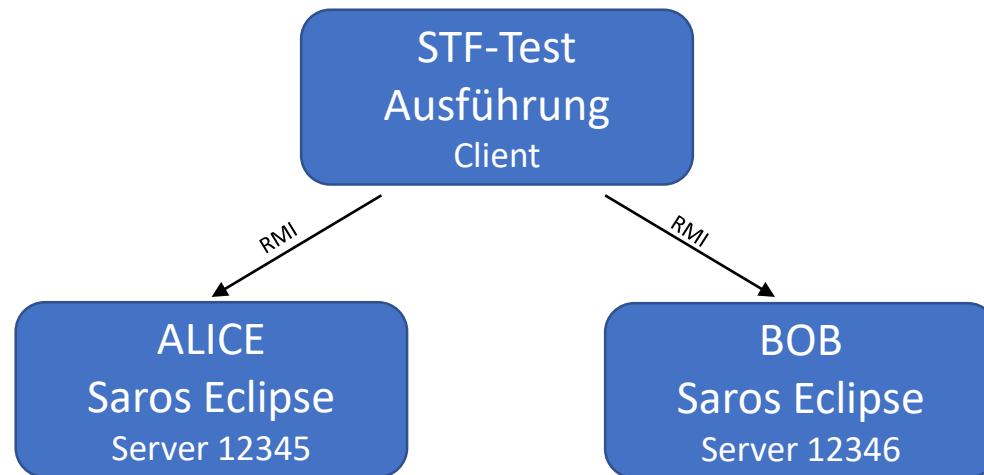 STF-Test
Ausführung
Client
RMI
RMI
ALICE
Saros Eclipse
Server 12345
BOB
Saros Eclipse
Server 12346